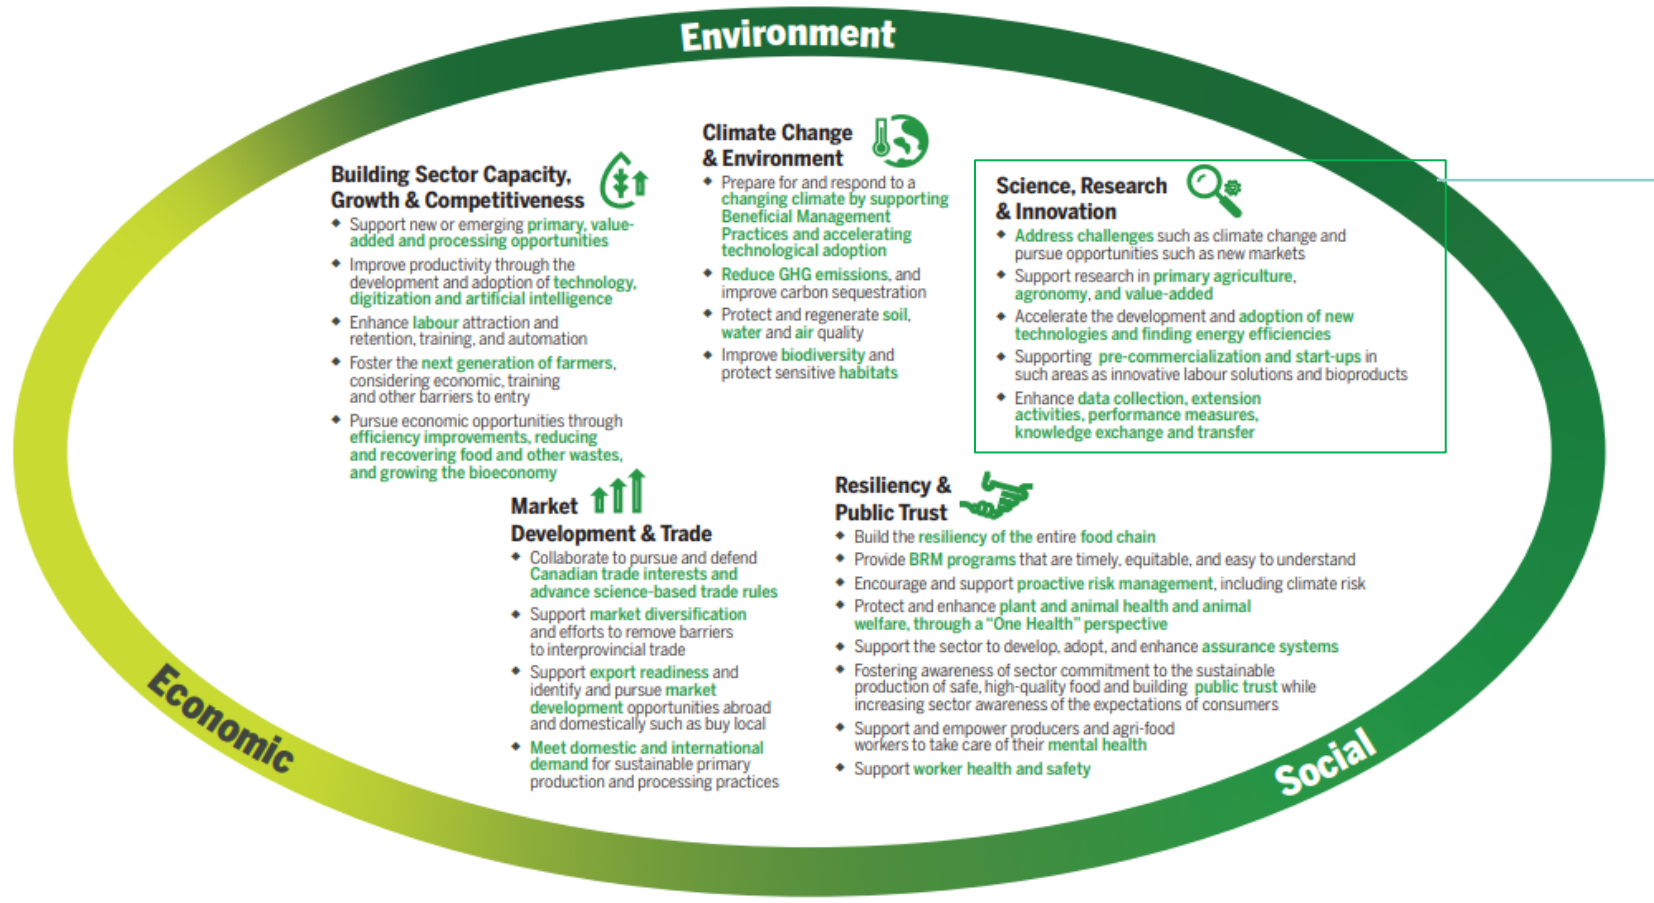 Environment
Climate Change
& Environment
Prepare for and respond to a
changing climate by supporting
Beneficial Management
Practices and accelerating
technological adoption
Reduce GHG emissions, and
improve carbon sequestration
Protect and regenerate soil,
water and air quality
Improve biodiversity and
protect sensitive habitats
Building Sector Capacity,
Growth & Competitiveness
Support new or emerging primary, value-
added and processing opportunities
Improve productivity through the
development and adoption of technology,
digitization and artificial intelligence
Enhance labour attraction and
retention, training, and automation
Foster the next generation of farmers,
considering economic, training
and other barriers to entry
Pursue economic opportunities through
efficiency improvements, reducing
and recovering food and other wastes,
and growing the bioeconomy
Science, Research
& Innovation
Address challenges such as climate change and
pursue opportunities such as new markets
Support research in primary agriculture,
agronomy, and value-added
Accelerate the development and adoption of new
technologies and finding energy efficiencies
Supporting pre-commercialization and start-ups in
such areas as innovative labour solutions and bioproducts
Enhance data collection, extension
activities, performance measures,
knowledge exchange and transfer
Market
Development & Trade
Collaborate to pursue and defend
Canadian trade interests and
advance science-based trade rules
Support market diversification
and efforts to remove barriers
to interprovincial trade
Support export readiness and
identify and pursue market
development opportunities abroad
and domestically such as buy local
Meet domestic and international
demand for sustainable primary
production and processing practices
Resiliency &
Public Trust
Build the resiliency of the entire food chain
Provide BRM programs that are timely, equitable, and easy to understand
Encourage and support proactive risk management, including climate risk
Protect and enhance plant and animal health and animal
welfare, through a “One Health” perspective
Support the sector to develop, adopt, and enhance assurance systems
Fostering awareness of sector commitment to the sustainable
production of safe, high-quality food and building public trust while
increasing sector awareness of the expectations of consumers
Support and empower producers and agri-food
workers to take care of their mental health
Support worker health and safety
Economic
Social